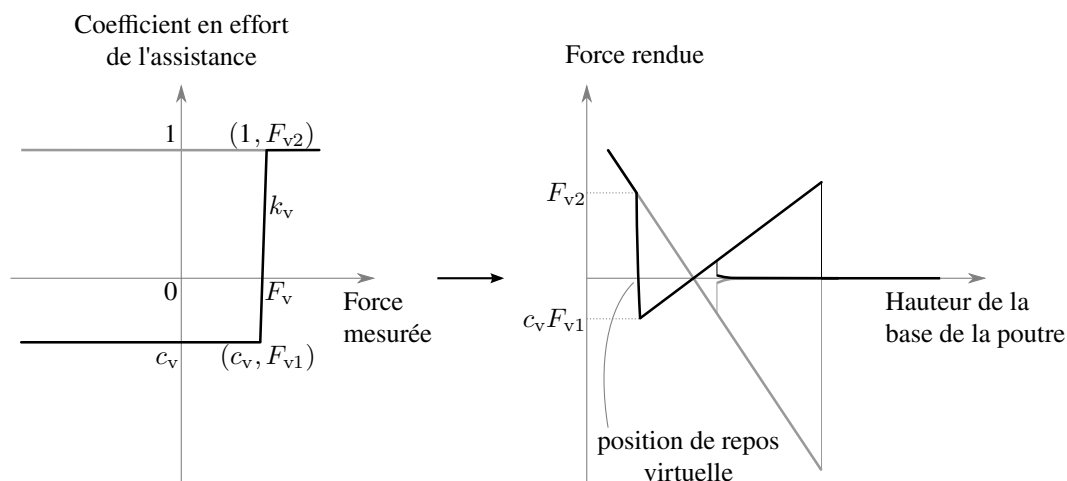 Coefficient en effort
de l'assistance
1
(1, F_v2)
k_v
0
F_v
Force
mesurée
c_v
(c_v, F_v1)
Force rendue
F_v2
c_vF_v1
Hauteur de la
base de la poutre
position de repos
virtuelle